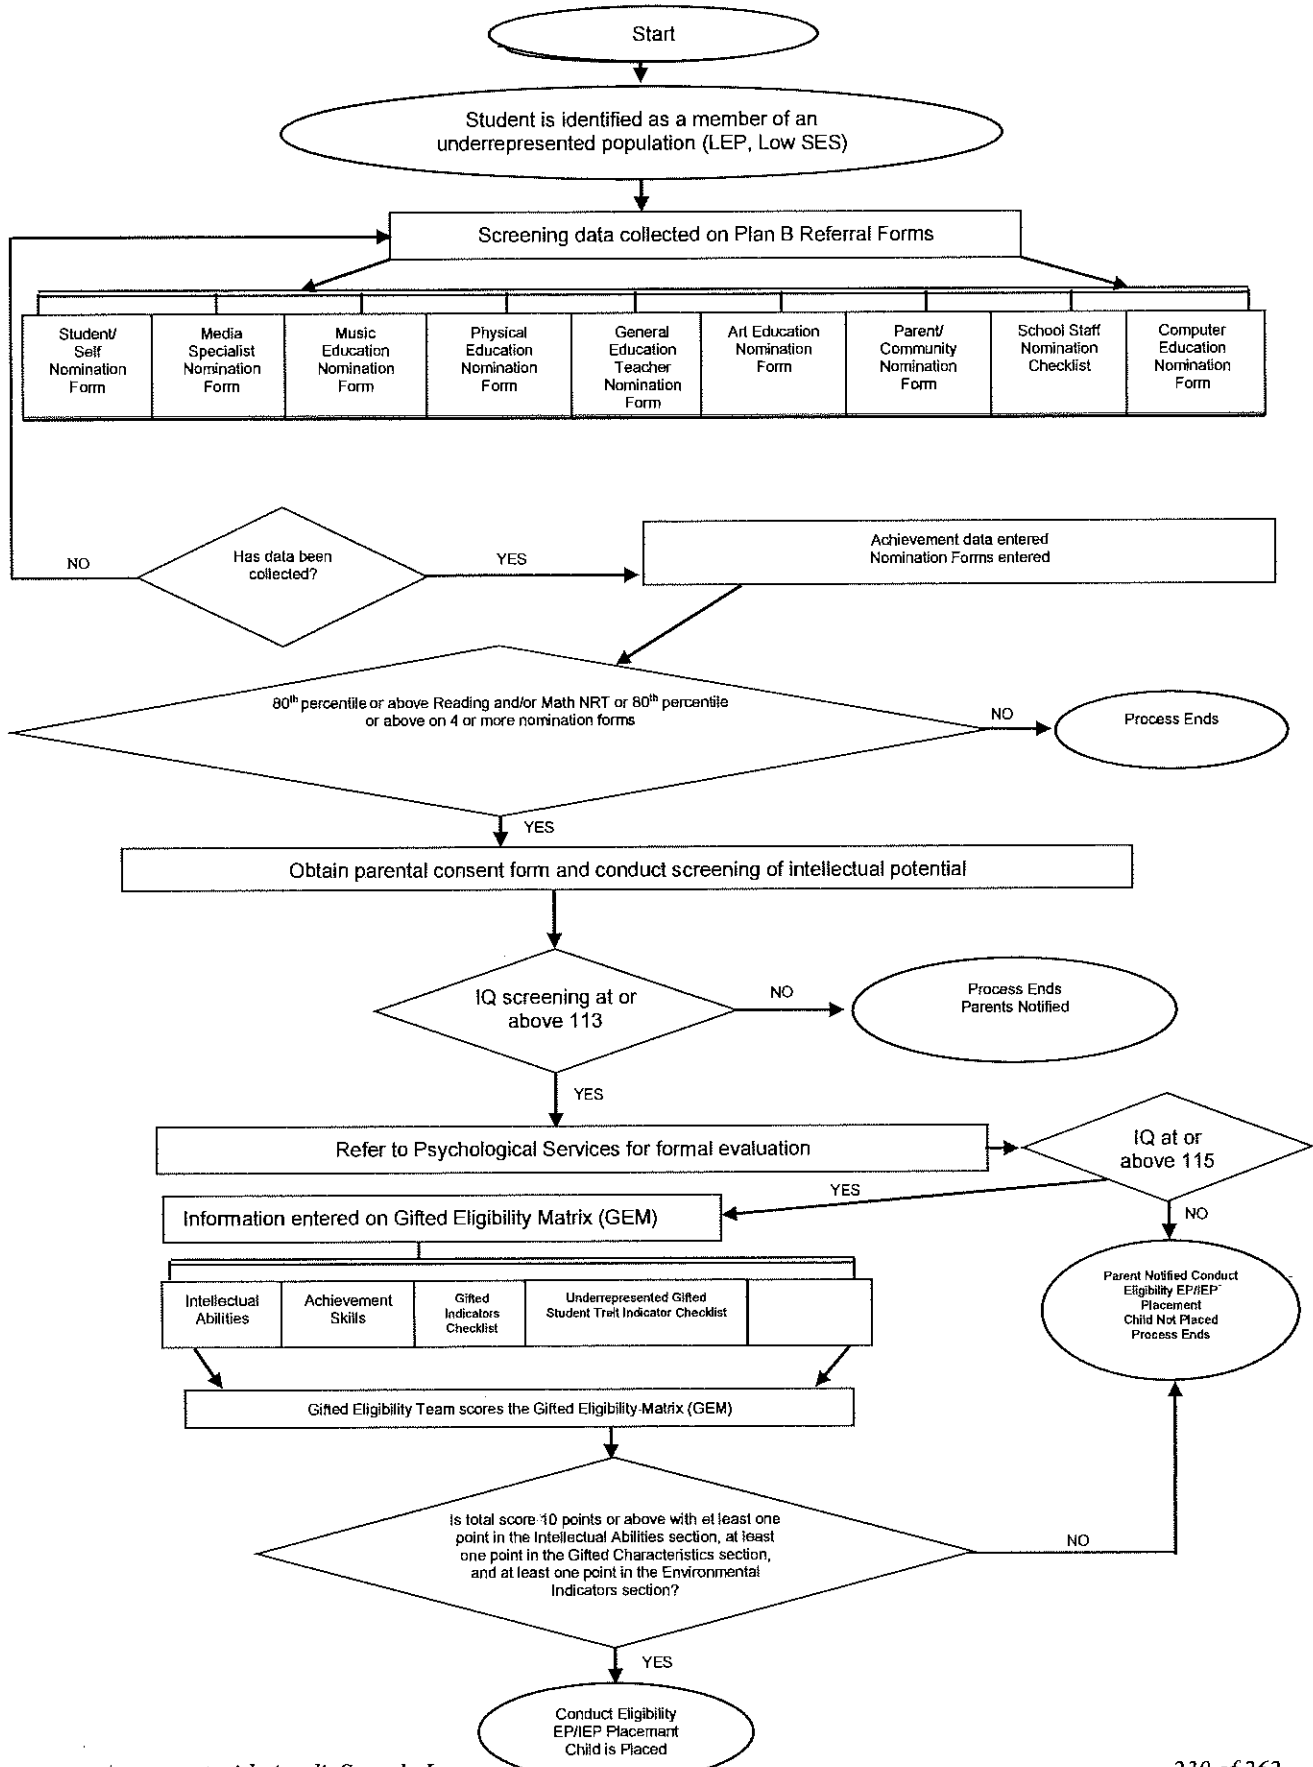 Start
Student is identified as a member of an
underrepresented population (LEP, Low SES)
Screening data collected on Plan B Referral Forms
Student/
Self
Nomination
Form
Media
Specialist
Nomination
Form
Music
Education
Nomination
Form
Physical
Education
Nomination
Form
General
Education
Teacher
Nomination
Form
Art Education
Nomination
Form
Parent/
Community
Nomination
Form
School Staff
Nomination
Checklist
Computer
Education
Nomination
Form
NO
Has data been
collected?
YES
Achievement data entered
Nomination Forms entered
80th percentile or above Reading and/or Math NRT or 80th percentile
or above on 4 or more nomination forms
NO
Process Ends
YES
Obtain parental consent form and conduct screening of intellectual potential
IQ screening at or
above 113
NO
Process Ends
Parents Notified
YES
Refer to Psychological Services for formal evaluation
IQ at or
above 115
YES
NO
Information entered on Gifted Eligibility Matrix (GEM)
Intellectual
Abilities
Achievement
Skills
Gifted
Indicators
Checklist
Underrepresented Gifted
Student Treit Indicator Checklist
Parent Notified Conduct
Eligibility EP/IEP
Placement
Child Not Placed
Process Ends
Gifted Eligibility Team scores the Gifted Eligibility-Matrix (GEM)
Is total score 10 points or above with et least one
point in the Intellectual Abilities section, at least
one point in the Gifted Characteristics section,
and at least one point in the Environmental
Indicators section?
NO
YES
Conduct Eligibility
EP/IEP Placemant
Child is Placed
230 of 262